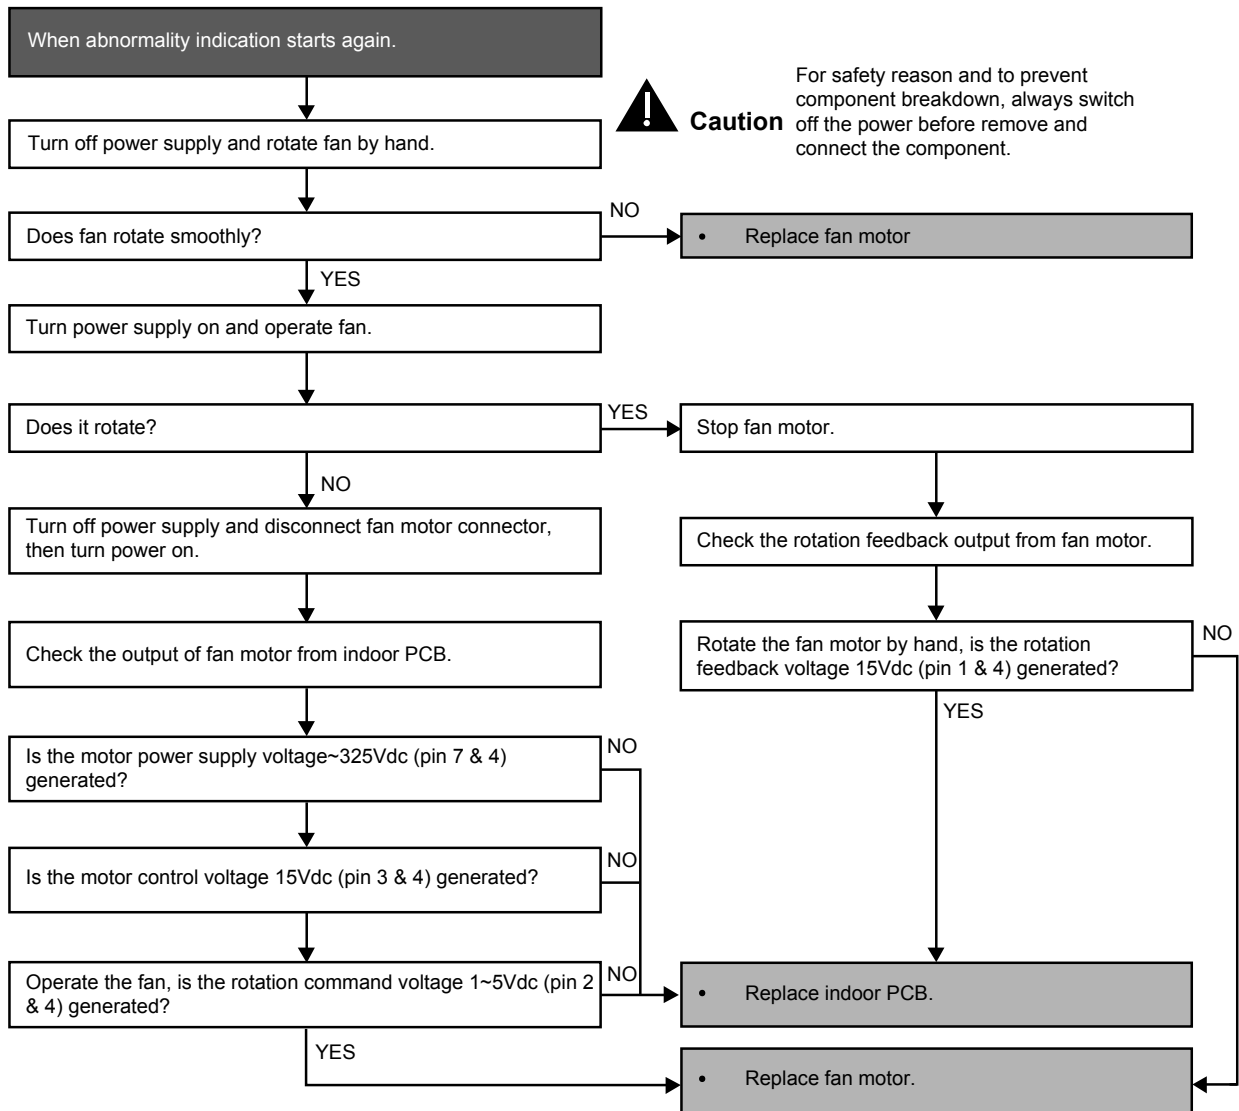 When abnormality indication starts again.
For safety reason and to prevent
component breakdown, always switch
Caution off the power before remove and
connect the component.
Turn off power supply and rotate fan by hand.
NO
Does fan rotate smoothly?
• Replace fan motor
YES
Turn power supply on and operate fan.
YES
Does it rotate?
Stop fan motor.
NO
Turn off power supply and disconnect fan motor connector,
then turn power on.
Check the rotation feedback output from fan motor.
Check the output of fan motor from indoor PCB.
Rotate the fan motor by hand, is the rotation
feedback voltage 15Vdc (pin 1 & 4) generated?
NO
YES
Is the motor power supply voltage~325Vdc (pin 7 & 4)
generated?
NO
Is the motor control voltage 15Vdc (pin 3 & 4) generated?
NO
Operate the fan, is the rotation command voltage 1~5Vdc (pin 2
& 4) generated?
NO
• Replace indoor PCB.
YES
• Replace fan motor.